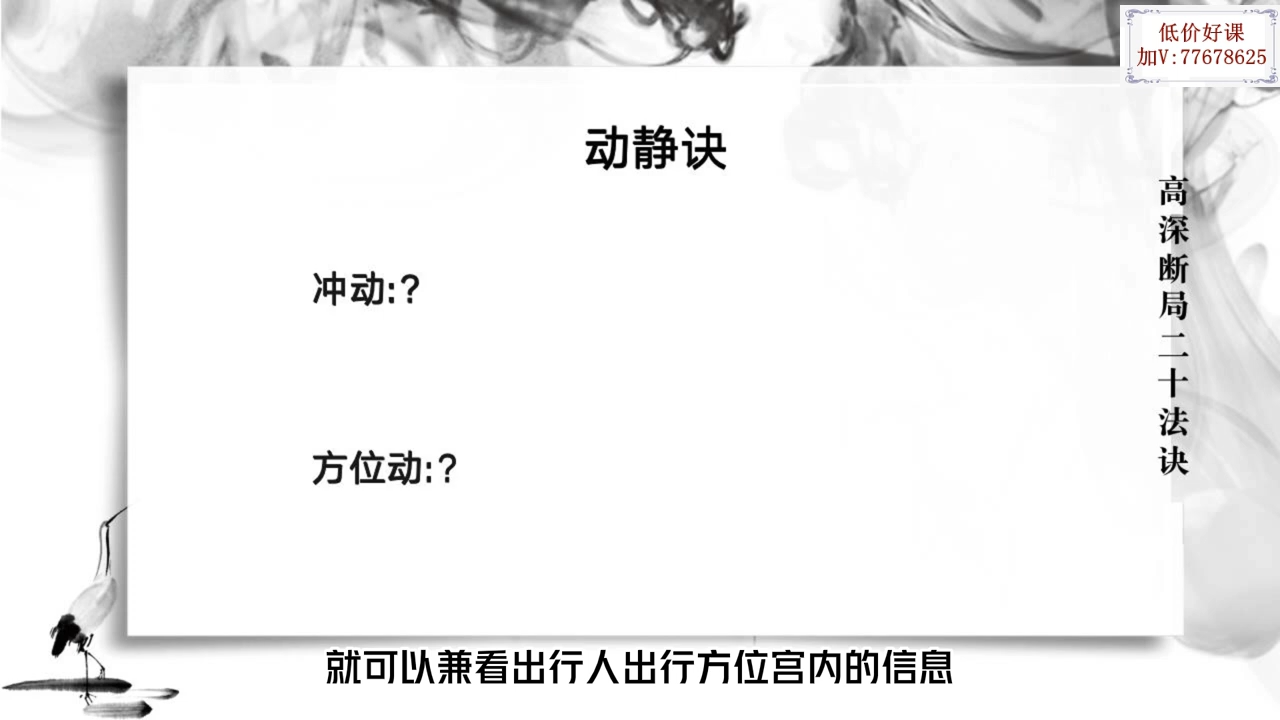 低价好课
加V:77678625
动静诀
冲动:?
方位动:?
高深断局二十法诀
就可以兼看出行人出行方位宫内的信息